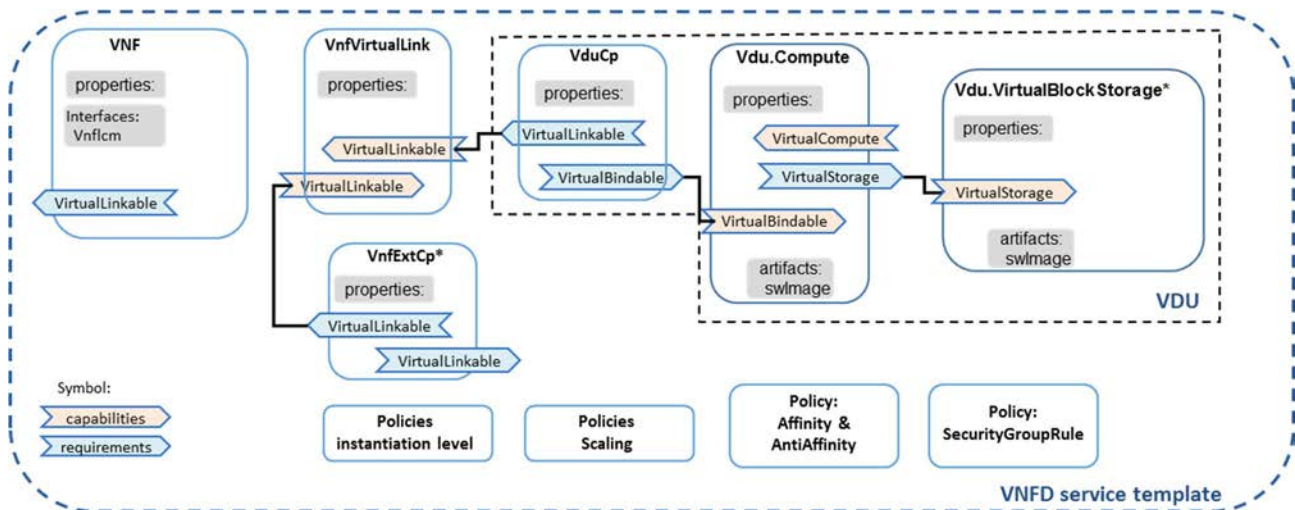 VNF
properties:
Interfaces:
Vnflcm
VirtualLinkable
VnfVirtualLink
properties:
VirtualLinkable
VirtualLinkable
VnfExtCp*
properties:
VirtualLinkable
VirtualLinkable
VduCp
properties:
VirtualLinkable
VirtualBindable
Vdu.Compute
properties:
VirtualCompute
VirtualStorage
VirtualBindable
artifacts:
swImage
Vdu.VirtualBlockStorage*
properties:
VirtualStorage
artifacts:
swImage
VDU
Symbol:
capabilities
requirements
Policies
instantiation level
Policies
Scaling
Policy:
Affinity &
AntiAffinity
Policy:
SecurityGroupRule
VNFD service template